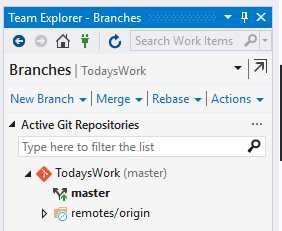 Team Explorer - Branches
Search Work Items
Branches | TodaysWork
New Branch Merge Rebase Actions
Active Git Repositories ...
Type here to filter the list
TodaysWork (master)
master
remotes/origin